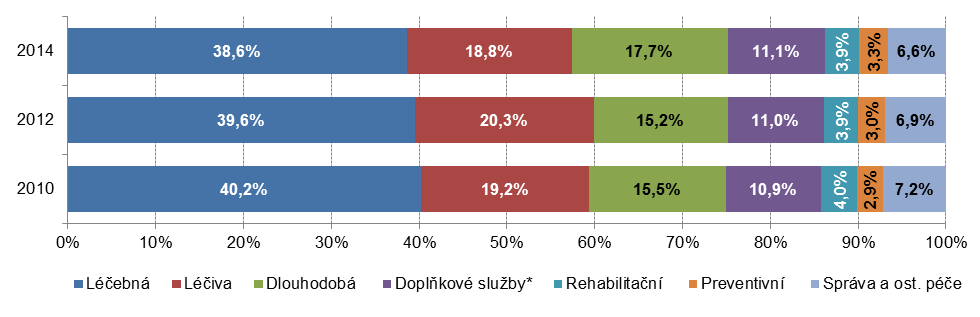 2014 38,6% 18,8% 17,7% 11,1% 3,9% 3,3% 6,6%
2012 39,6% 20,3% 15,2% 11,0% 3,9% 3,0% 6,9%
2010 40,2% 19,2% 15,5% 10,9% 4,0% 2,9% 7,2%
0% 10% 20% 30% 40% 50% 60% 70% 80% 90% 100%
Léčebná Léčiva Dlouhodobá Doplňkové služby* Rehabilitační Preventivní Správa a ost. péče